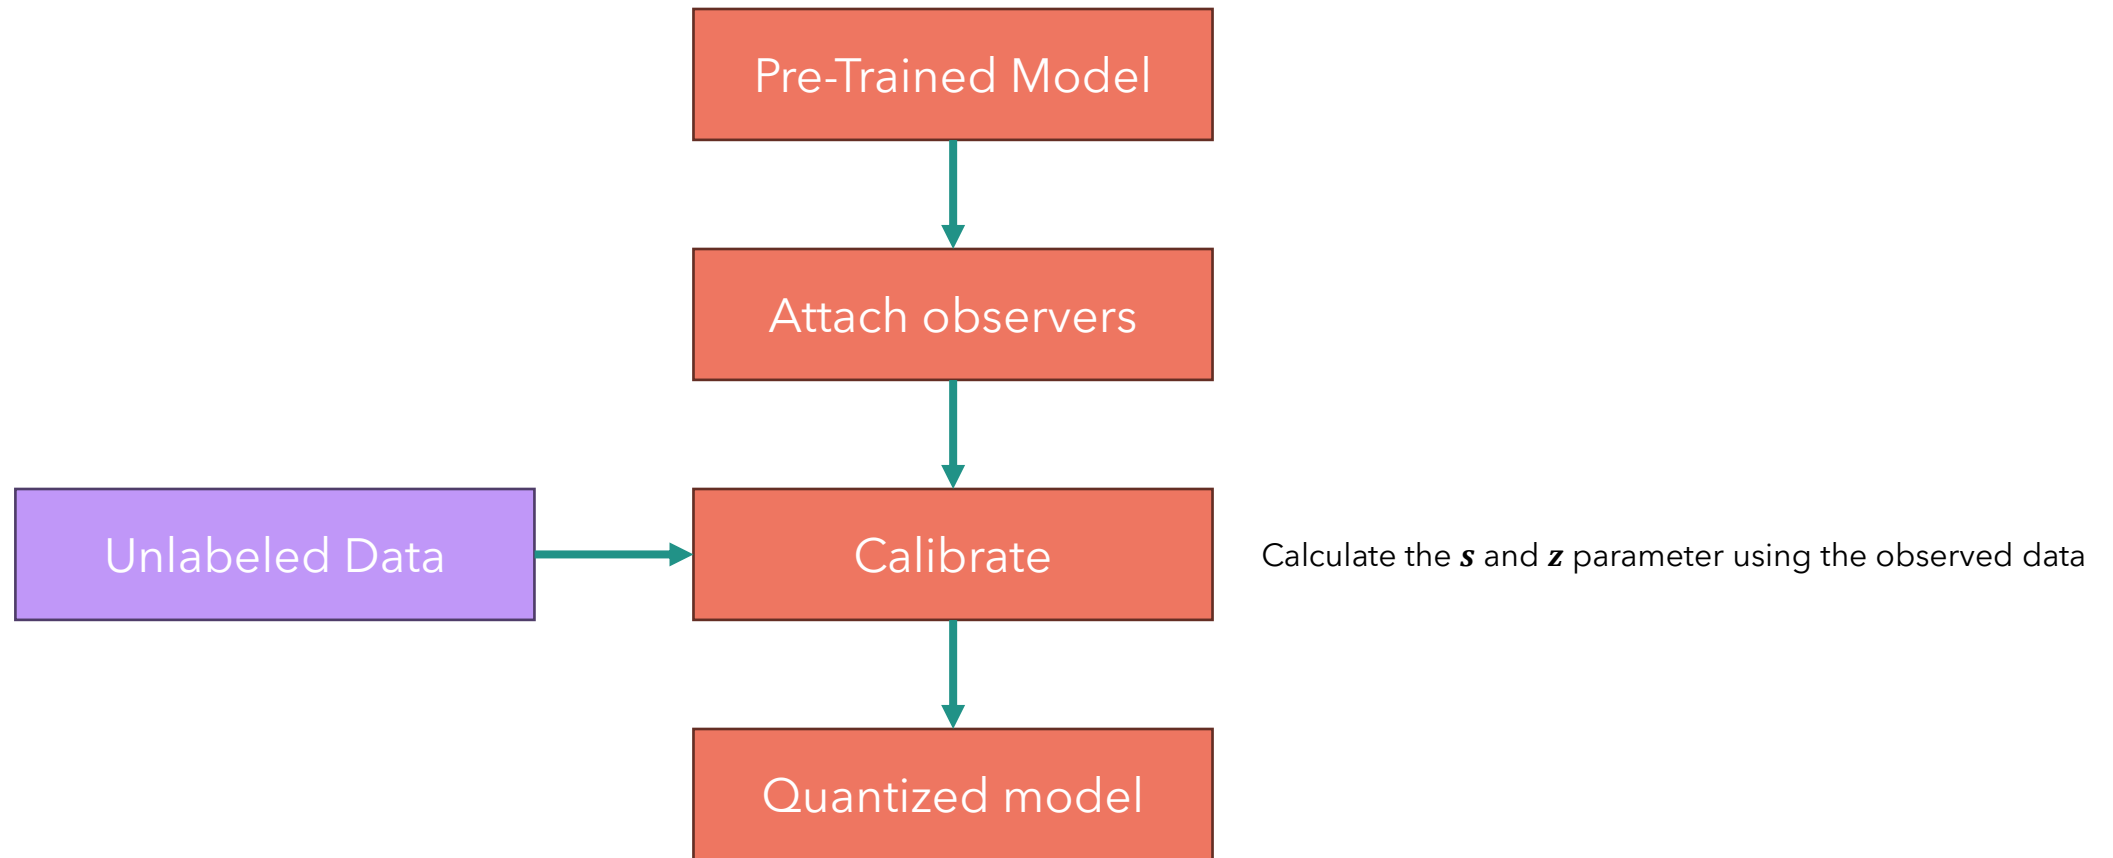 Pre-Trained Model
Attach observers
Unlabeled Data
Calibrate
Calculate the s and z parameter using the observed data
Quantized model